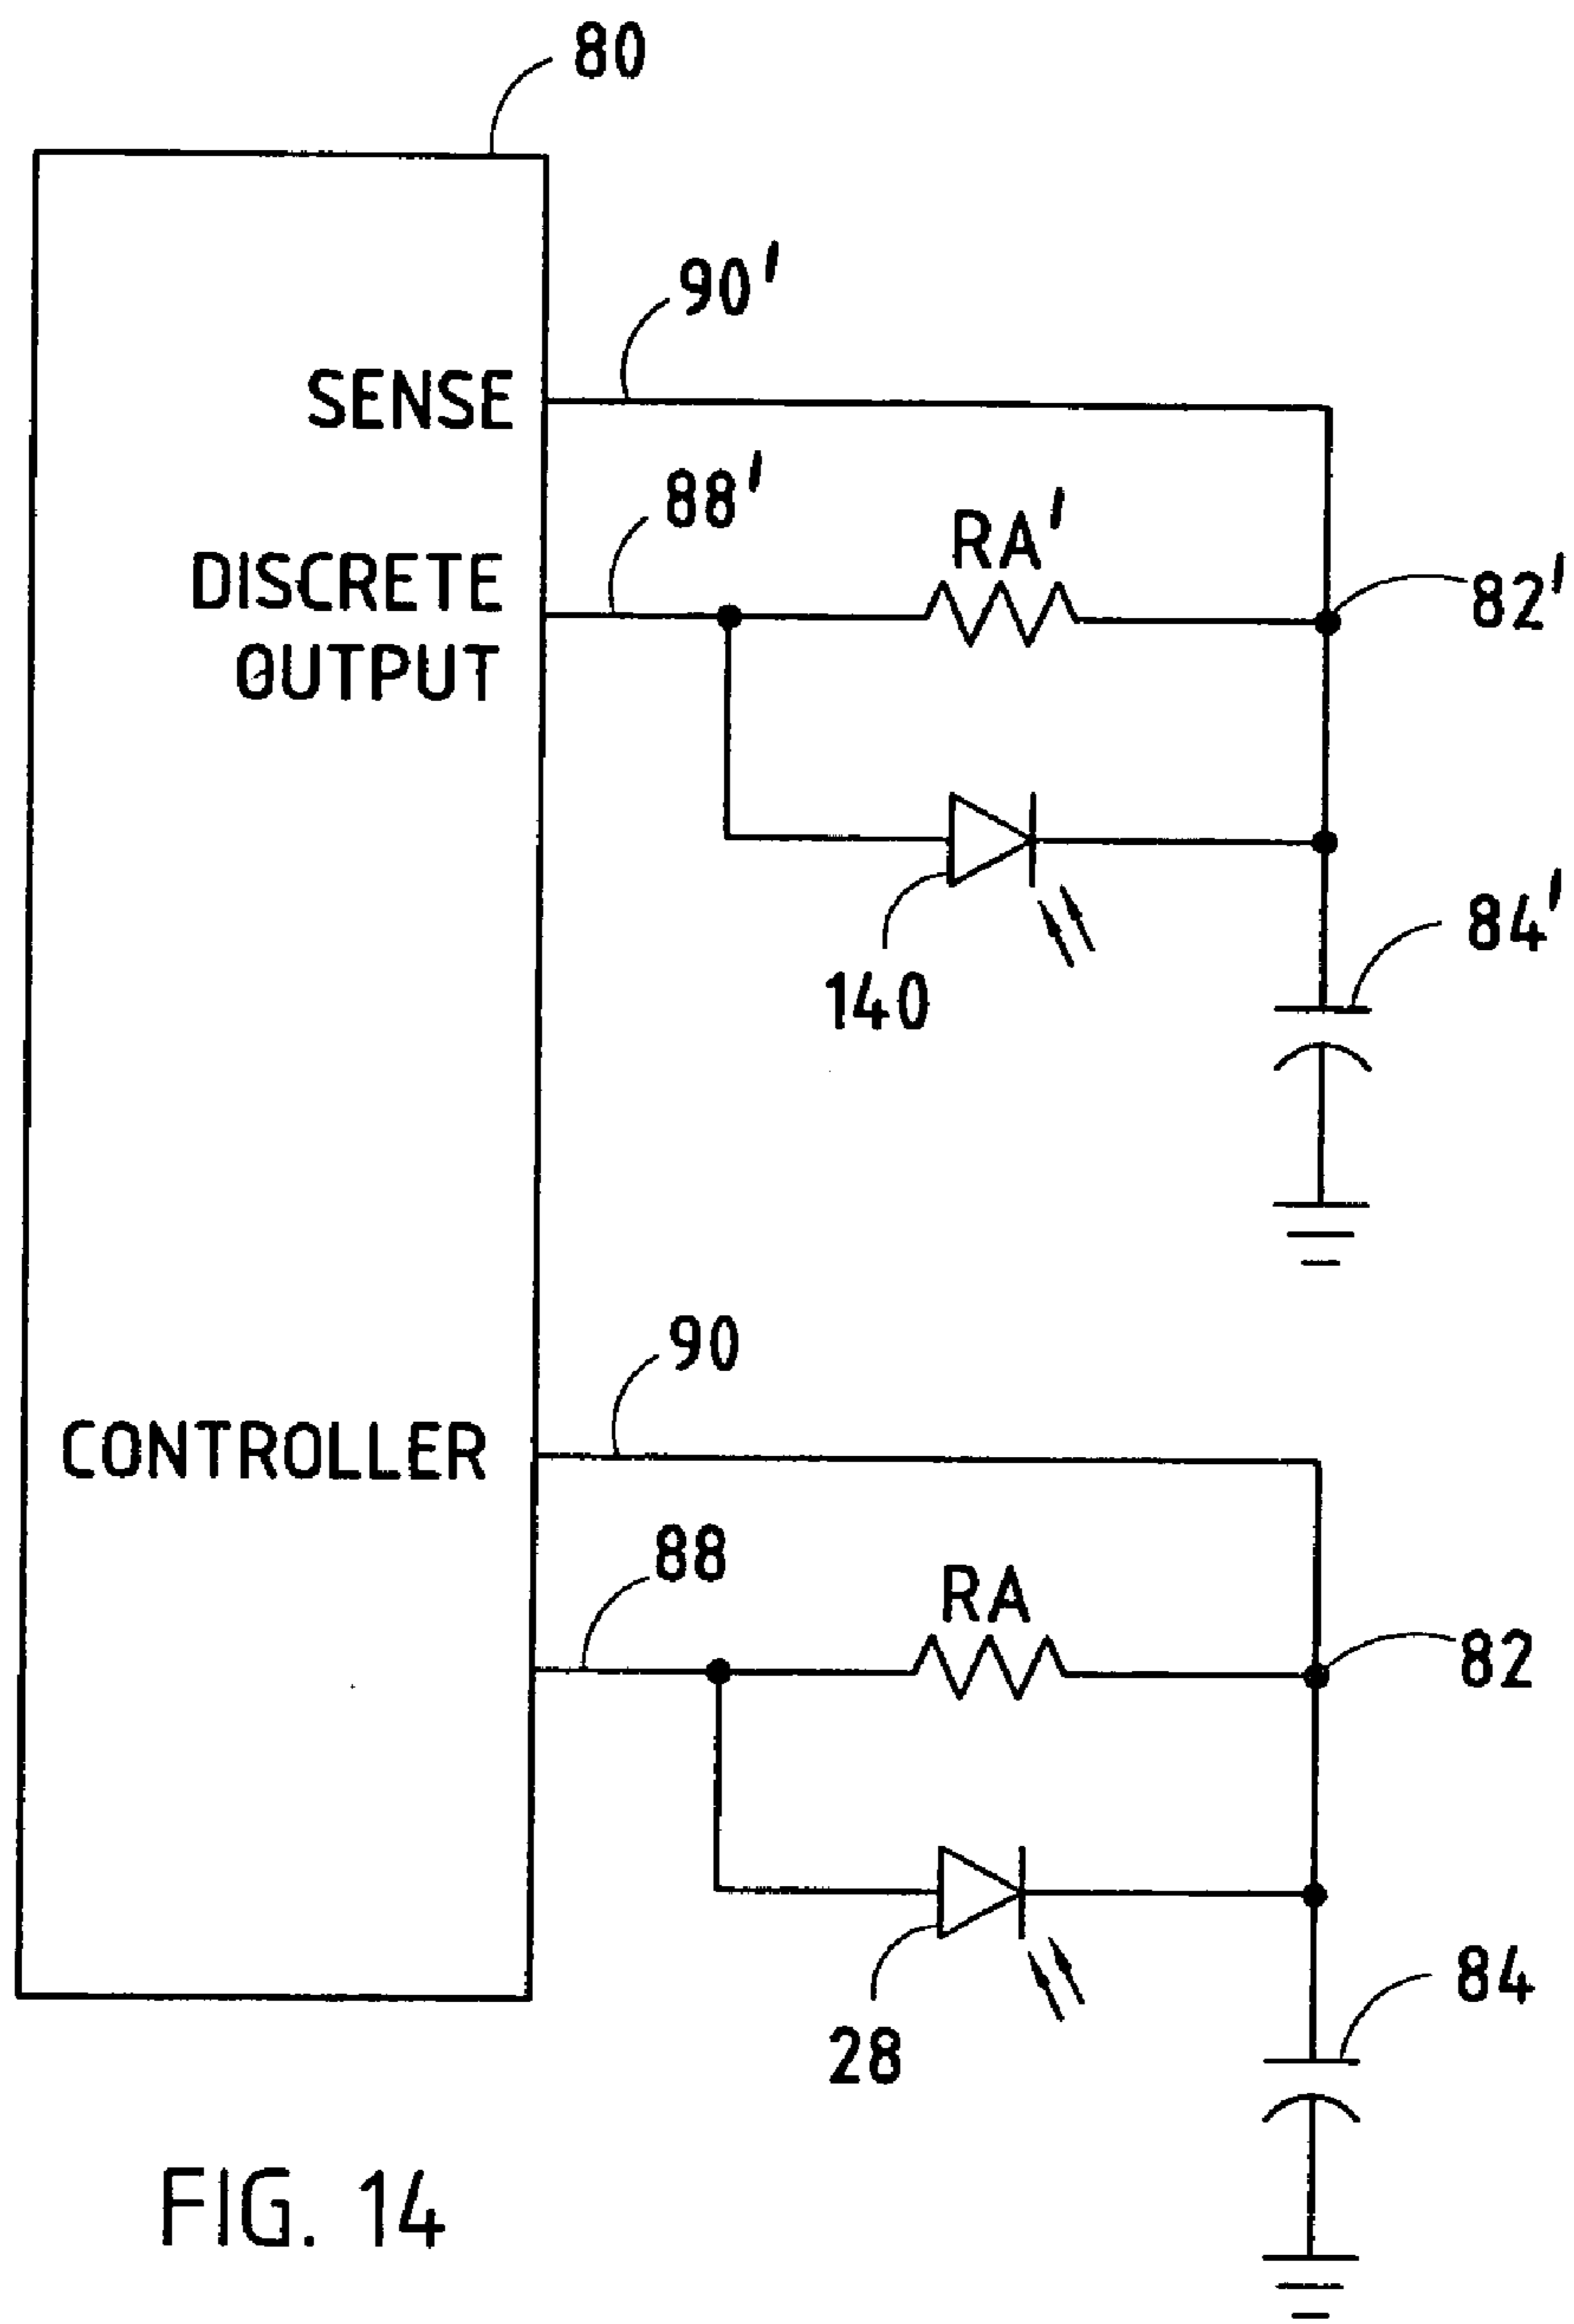 80
90'
SENSE
88'
RA'
DISCRETE
OUTPUT
82'
84'
140
90
CONTROLLER
88
RA
82
84
28
FIG. 14